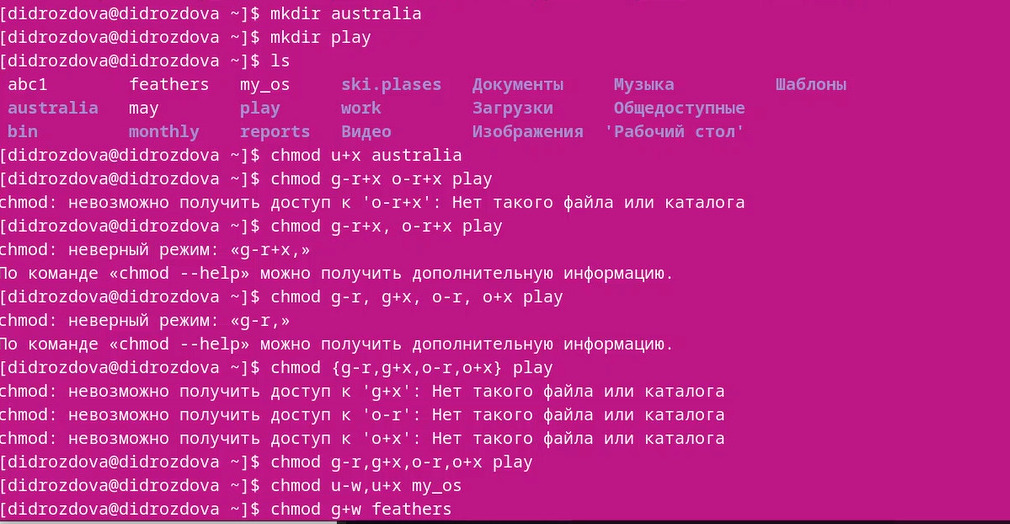 [didrozdova@didrozdova ~]$ mkdir australia
[didrozdova@didrozdova ~]$ mkdir play
[didrozdova@didrozdova ~]$ ls
abc1 feathers my_os ski.plases Документы Музыка Шаблоны
australia may play work Загрузки Общедоступные
bin monthly reports Видео Изображения 'Рабочий стол'
[didrozdova@didrozdova ~]$ chmod u+x australia
[didrozdova@didrozdova ~]$ chmod g-r+x o-r+x play
chmod: невозможно получить доступ к 'o-r+x': Нет такого файла или каталога
[didrozdova@didrozdova ~]$ chmod g-r+x, o-r+x play
chmod: неверный режим: «g-r+x,»
По команде «chmod --help» можно получить дополнительную информацию.
[didrozdova@didrozdova ~]$ chmod g-r, g+x, o-r, o+x play
chmod: неверный режим: «g-r,»
По команде «chmod --help» можно получить дополнительную информацию.
[didrozdova@didrozdova ~]$ chmod {g-r,g+x,o-r,o+x} play
chmod: невозможно получить доступ к 'g+x': Нет такого файла или каталога
chmod: невозможно получить доступ к 'o-r': Нет такого файла или каталога
chmod: невозможно получить доступ к 'o+x': Нет такого файла или каталога
[didrozdova@didrozdova ~]$ chmod g-r,g+x,o-r,o+x play
[didrozdova@didrozdova ~]$ chmod u-w,u+x my_os
[didrozdova@didrozdova ~]$ chmod g+w feathers